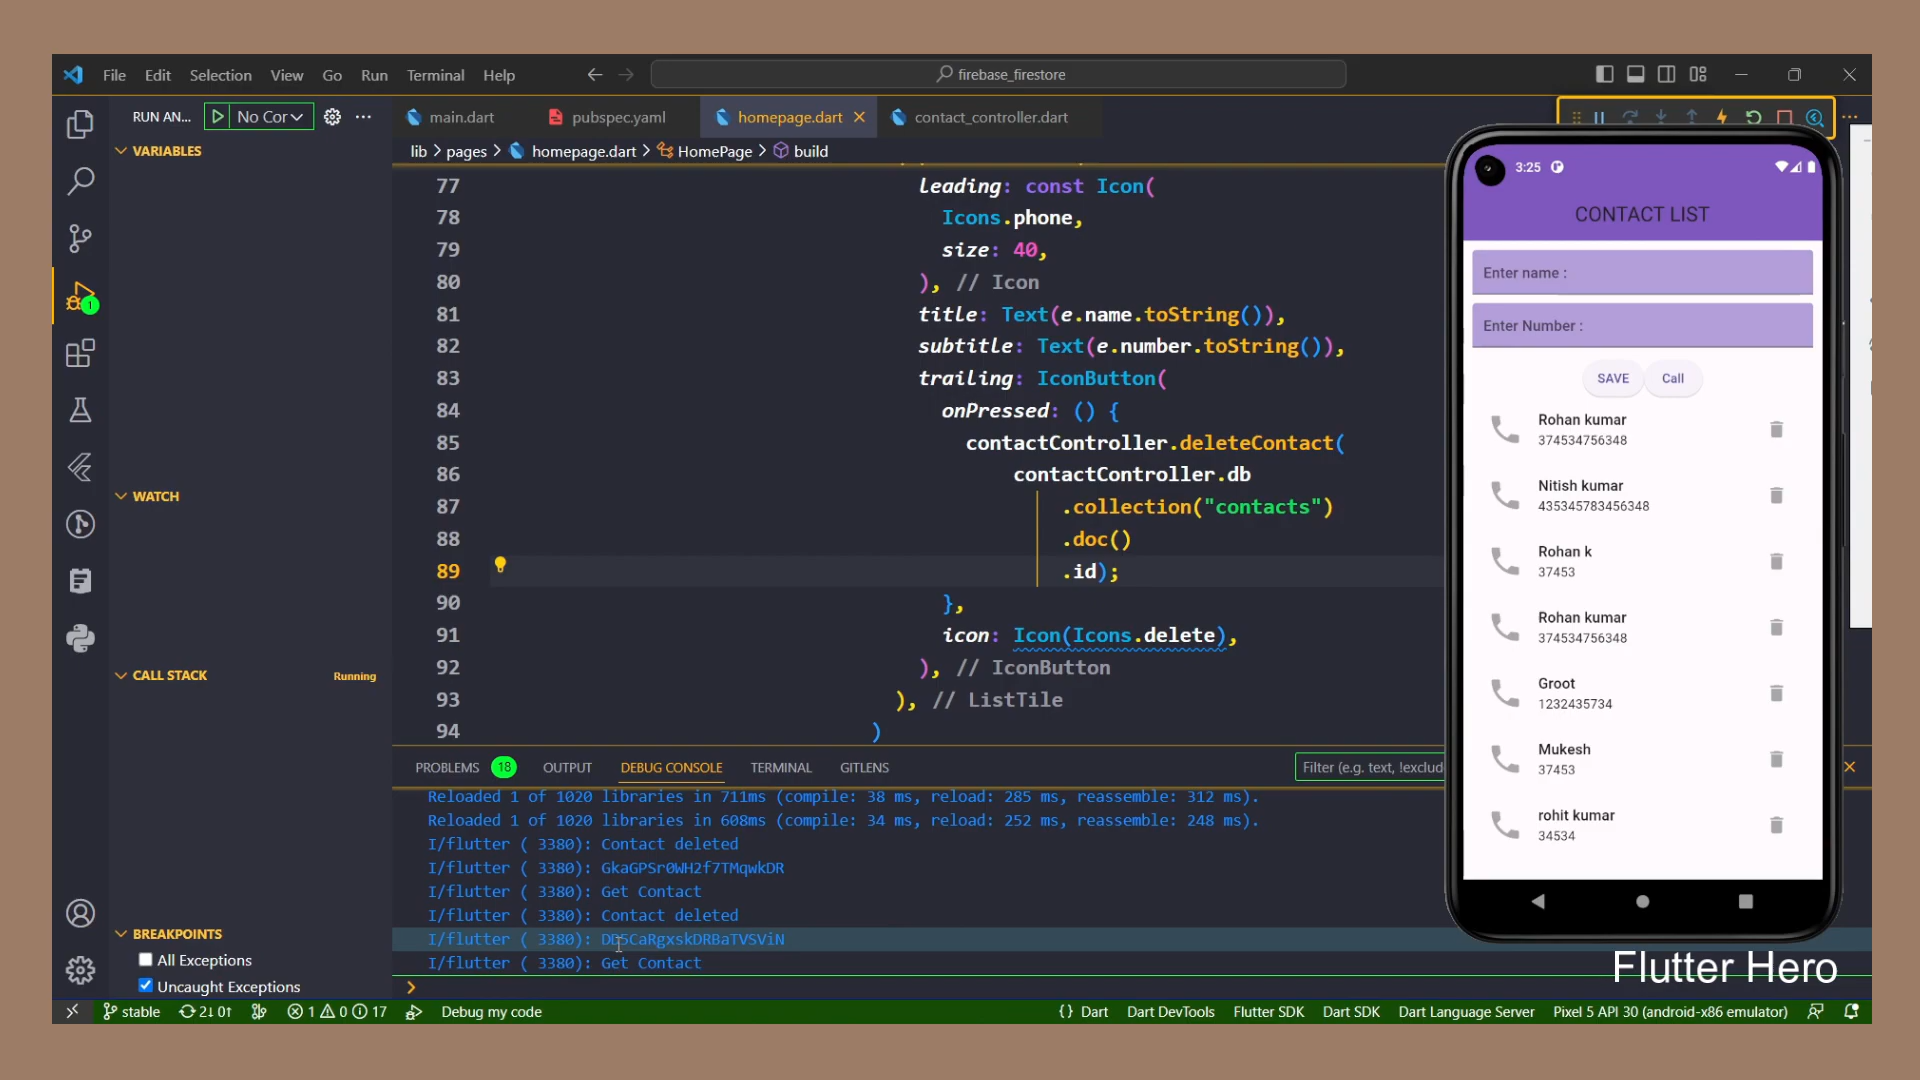 File Edit Selection View Go Run Terminal Help
firebase_firestore
RUN AN... No Cor
main.dart pubspec.yaml homepage.dart contact_controller.dart
VARIABLES
lib > pages > homepage.dart > HomePage > build
77 leading: const Icon(
78 Icons.phone,
79 size: 40,
80 ), // Icon
81 title: Text(e.name.toString()),
82 subtitle: Text(e.number.toString()),
83 trailing: IconButton(
84 onPressed: () {
85 contactController.deleteContact(
86 contactController.db
87 .collection("contacts")
88 .doc()
89 .id);
90 },
91 icon: Icon(Icons.delete),
92 ), // IconButton
93 ), // ListTile
94 )
1
WATCH
CALL STACK Running
BREAKPOINTS
All Exceptions
Uncaught Exceptions
PROBLEMS 18 OUTPUT DEBUG CONSOLE TERMINAL GITLENS
Filter (e.g. text, !exclud
Reloaded 1 of 1020 libraries in 711ms (compile: 38 ms, reload: 285 ms, reassemble: 312 ms).
Reloaded 1 of 1020 libraries in 608ms (compile: 34 ms, reload: 252 ms, reassemble: 248 ms).
I/flutter ( 3380): Contact deleted
I/flutter ( 3380): GkaGPSr0WH2f7TMqwkDR
I/flutter ( 3380): Get Contact
I/flutter ( 3380): Contact deleted
I/flutter ( 3380): DD5CaRgxskDRBaTVSViN
I/flutter ( 3380): Get Contact
3:25
CONTACT LIST
Enter name :
Enter Number :
SAVE Call
Rohan kumar
374534756348
Nitish kumar
435345783456348
Rohan k
37453
Rohan kumar
374534756348
Groot
1232435734
Mukesh
37453
rohit kumar
34534
Flutter Hero
stable 2↓ 0↑ 1 0 17 Debug my code {} Dart Dart DevTools Flutter SDK Dart SDK Dart Language Server Pixel 5 API 30 (android-x86 emulator)